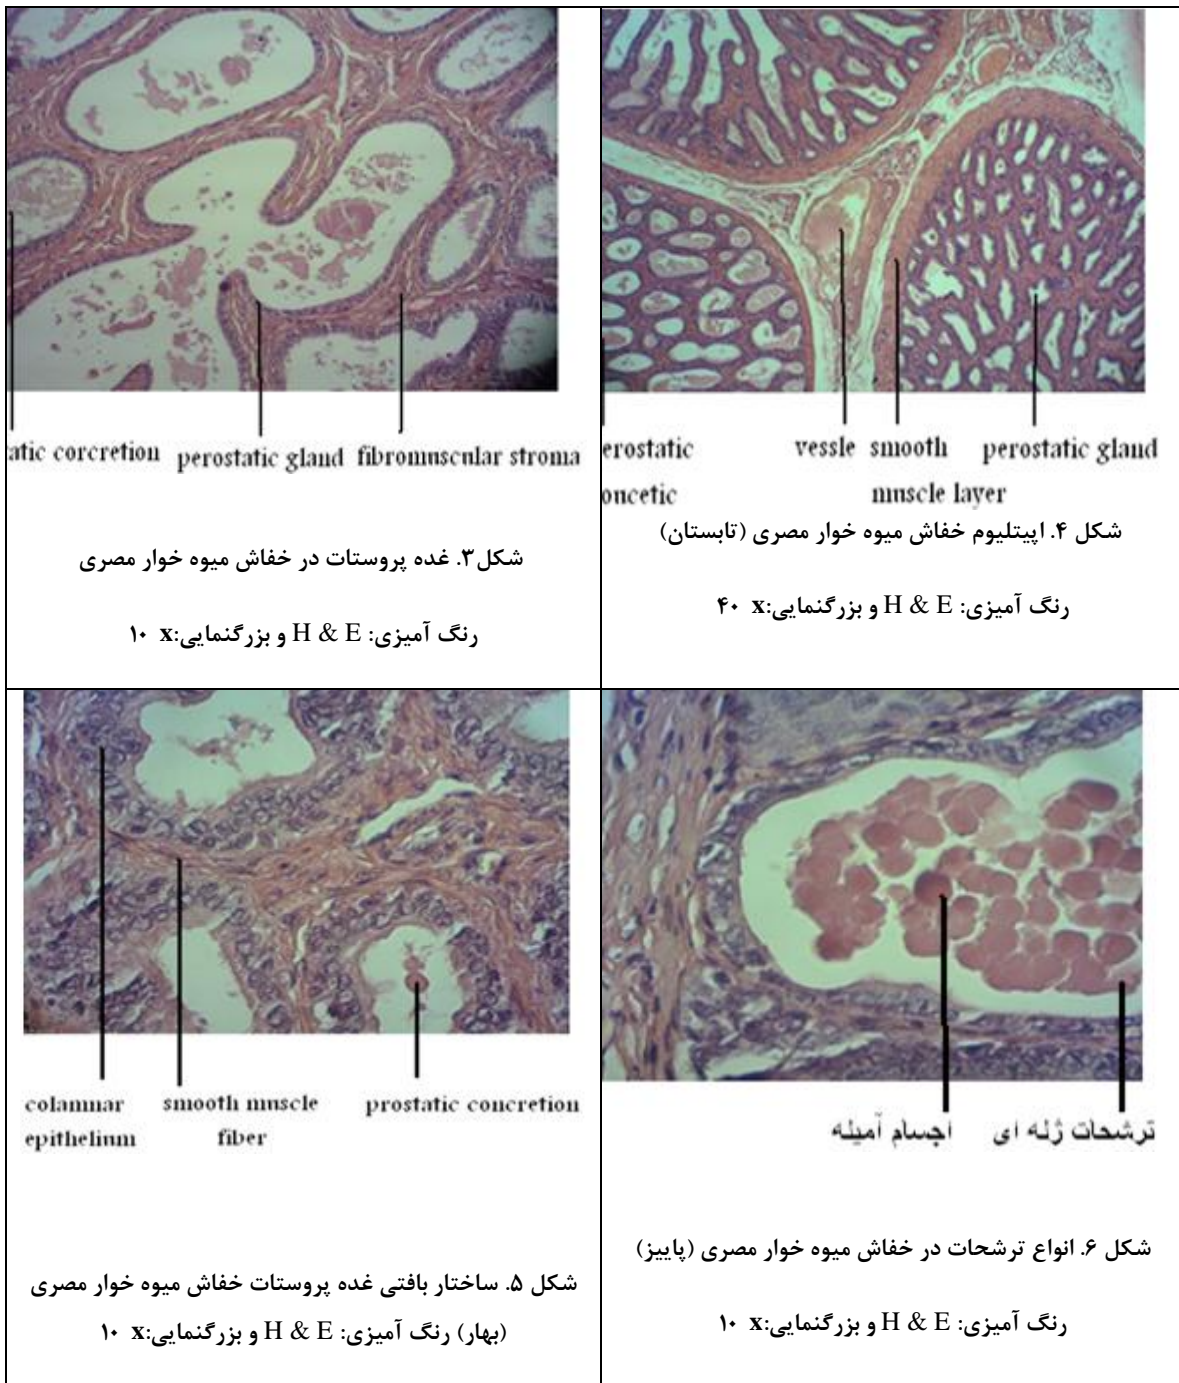 atic corcretion perostatic gland fibromuscular stroma
شکل۳. غده پروستات در خفاش میوه خوار مصری
رنگ آمیزی: H & E و بزرگنمایی:x ۱۰
erostatic vessle smooth perostatic gland
oncetic muscle layer
شکل ۴. اپیتلیوم خفاش میوه خوار مصری (تابستان)
رنگ آمیزی: H & E و بزرگنمایی:x ۴۰
colamnar smooth muscle prostatic concretion
epithelium fiber
شکل ۵. ساختار بافتی غده پروستات خفاش میوه خوار مصری
(بهار) رنگ آمیزی: H & E و بزرگنمایی:x ۱۰
اجسام آمیله ترشحات ژله ای
شکل ۶. انواع ترشحات در خفاش میوه خوار مصری (پاییز)
رنگ آمیزی: H & E و بزرگنمایی:x ۱۰